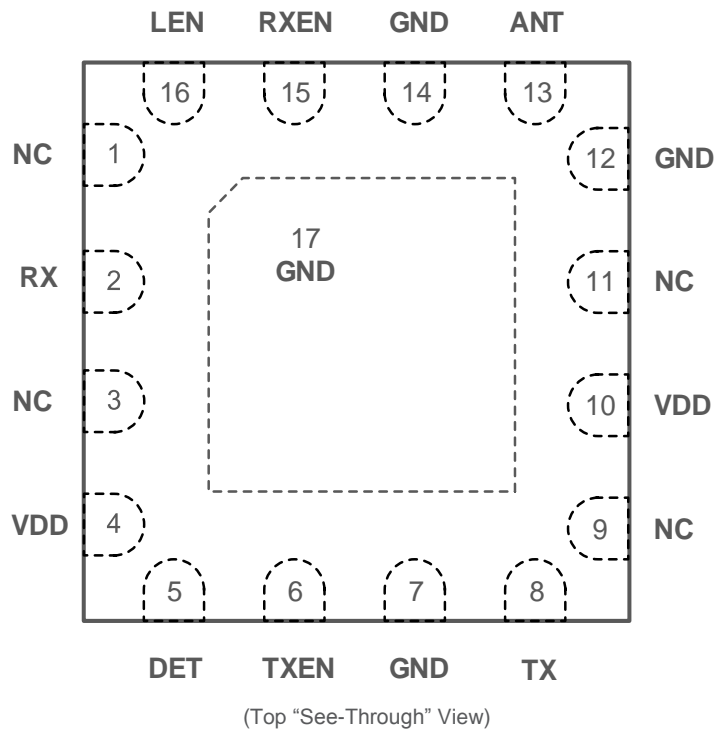 LEN RXEN GND ANT
16 15 14 13
NC 1 12 GND
17
GND
RX 2 11 NC
NC 3 10 VDD
VDD 4 9 NC
5 6 7 8
DET TXEN GND TX
(Top “See-Through” View)